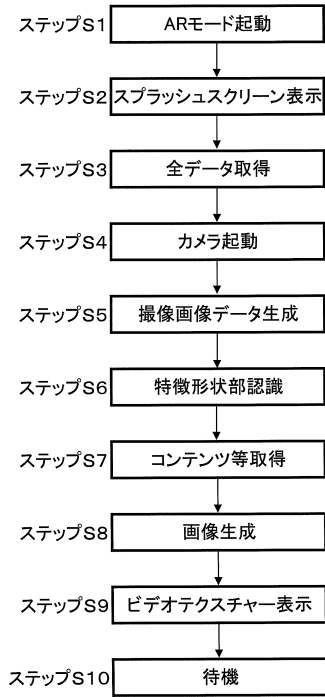 ステップS1 ARモード起動
ステップS2 スプラッシュスクリーン表示
ステップS3 全データ取得
ステップS4 カメラ起動
ステップS5 撮像画像データ生成
ステップS6 特徴形状部認識
ステップS7 コンテンツ等取得
ステップS8 画像生成
ステップS9 ビデオテクスチャー表示
ステップS10 待機